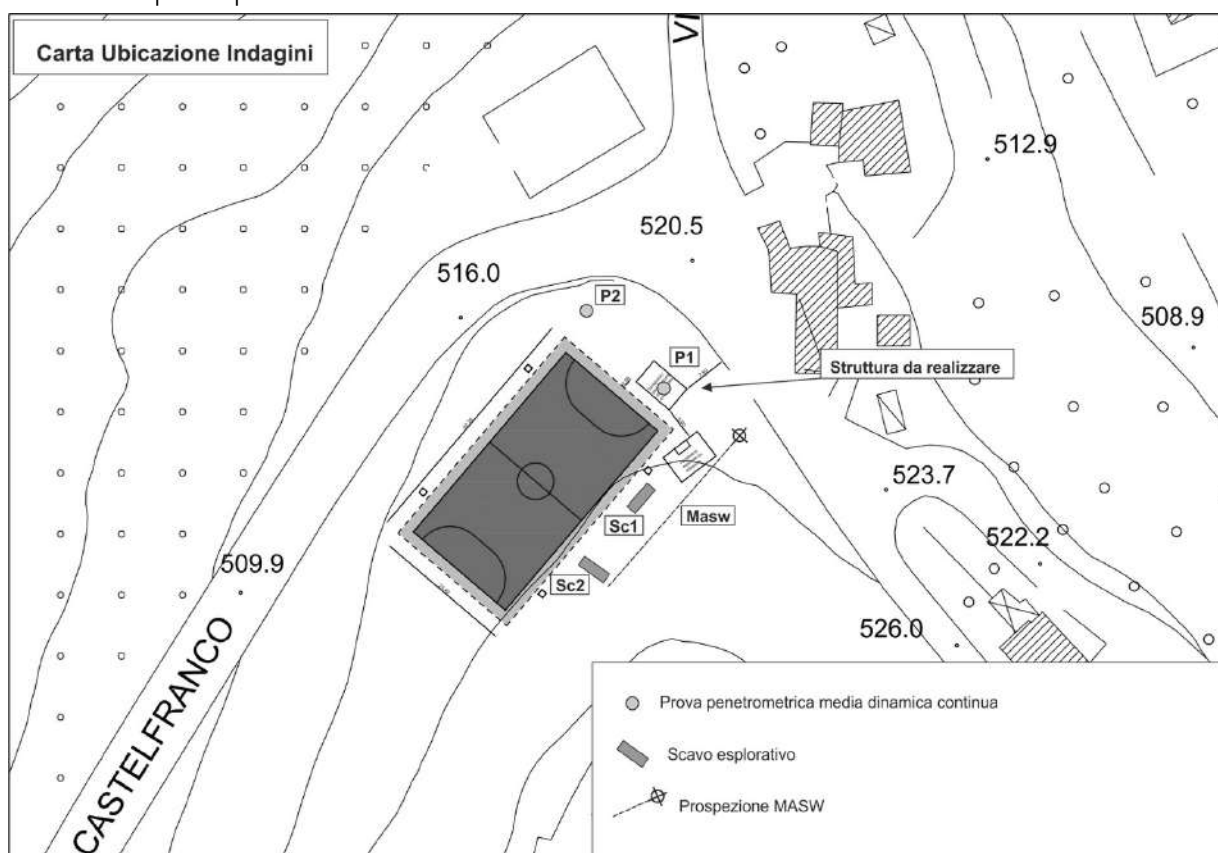 Carta Ubicazione Indagini
VI
512.9
520.5
516.0
P2
508.9
P1
Struttura da realizzare
523.7
Masw
Sc1
522.2
509.9
Sc2
526.0
CASTELFRANCO
Prova penetrometrica media dinamica continua
Scavo esplorativo
Prospezione MASW